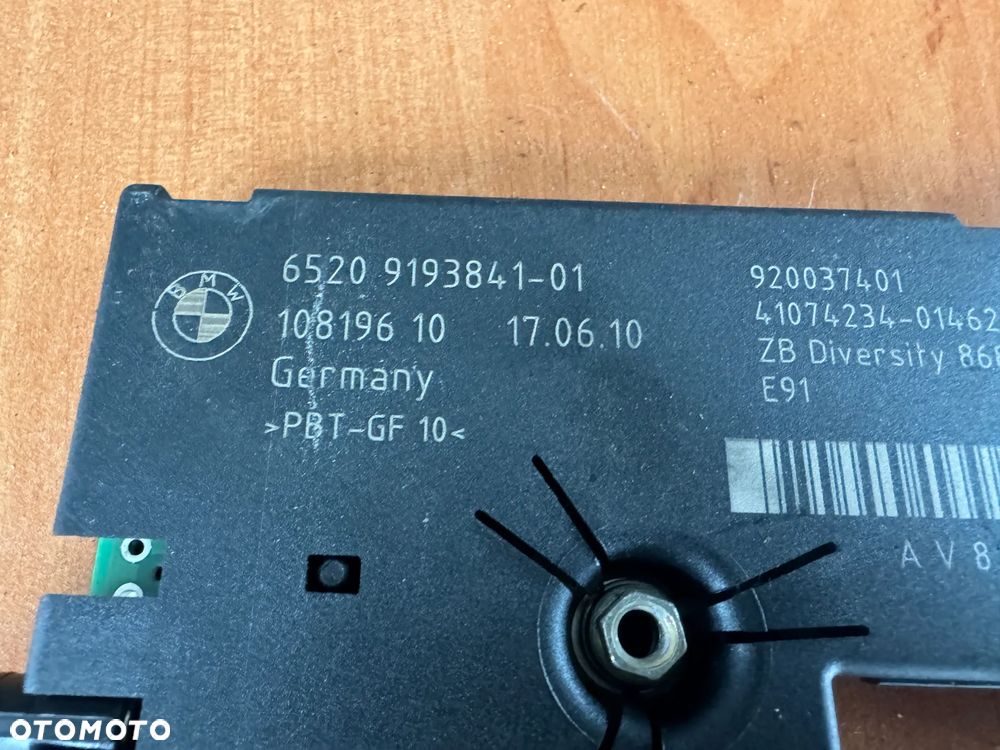 BMW
6520 9193841-01
108196 10 17.06.10
Germany
>PBT-GF 10<
920037401
41074234-01462
ZB Diversity
E91
A V 8
OTOMOTO